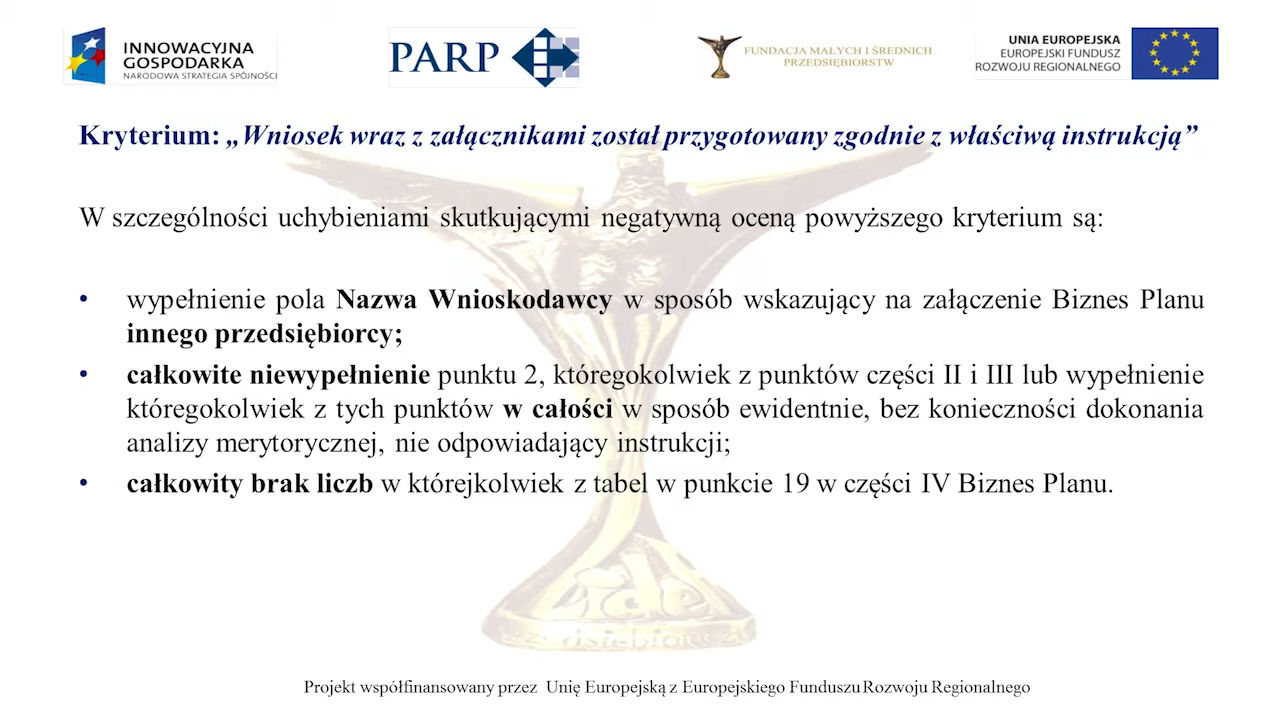 INNOWACYJNA
GOSPODARKA
NARODOWA STRATEGIA SPÓJNOŚCI
PARP
FUNDACJA MAŁYCH I ŚREDNICH
PRZEDSIĘBIORSTW
UNIA EUROPEJSKA
EUROPEJSKI FUNDUSZ
ROZWOJU REGIONALNEGO
Kryterium: „Wniosek wraz z załącznikami został przygotowany zgodnie z właściwą instrukcją”
W szczególności uchybieniami skutkującymi negatywną oceną powyższego kryterium są:
• wypełnienie pola Nazwa Wnioskodawcy w sposób wskazujący na załączenie Biznes Planu
innego przedsiębiorcy;
• całkowite niewypełnienie punktu 2, któregokolwiek z punktów części II i III lub wypełnienie
któregokolwiek z tych punktów w całości w sposób ewidentnie, bez konieczności dokonania
analizy merytorycznej, nie odpowiadający instrukcji;
• całkowity brak liczb w którejkolwiek z tabel w punkcie 19 w części IV Biznes Planu.
Projekt współfinansowany przez Unię Europejską z Europejskiego Funduszu Rozwoju Regionalnego